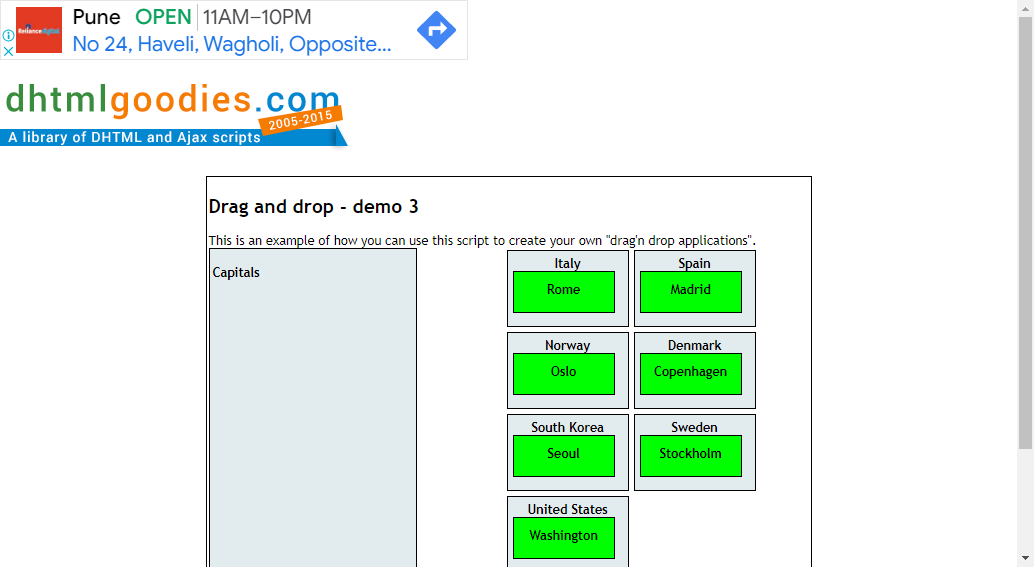 Pune OPEN 11AM–10PM
Reliance digital
No 24, Haveli, Wagholi, Opposite...
dhtmlgoodies.com
2005-2015
A library of DHTML and Ajax scripts
Drag and drop - demo 3
This is an example of how you can use this script to create your own "drag'n drop applications".
Capitals
Italy
Rome
Spain
Madrid
Norway
Oslo
Denmark
Copenhagen
South Korea
Seoul
Sweden
Stockholm
United States
Washington